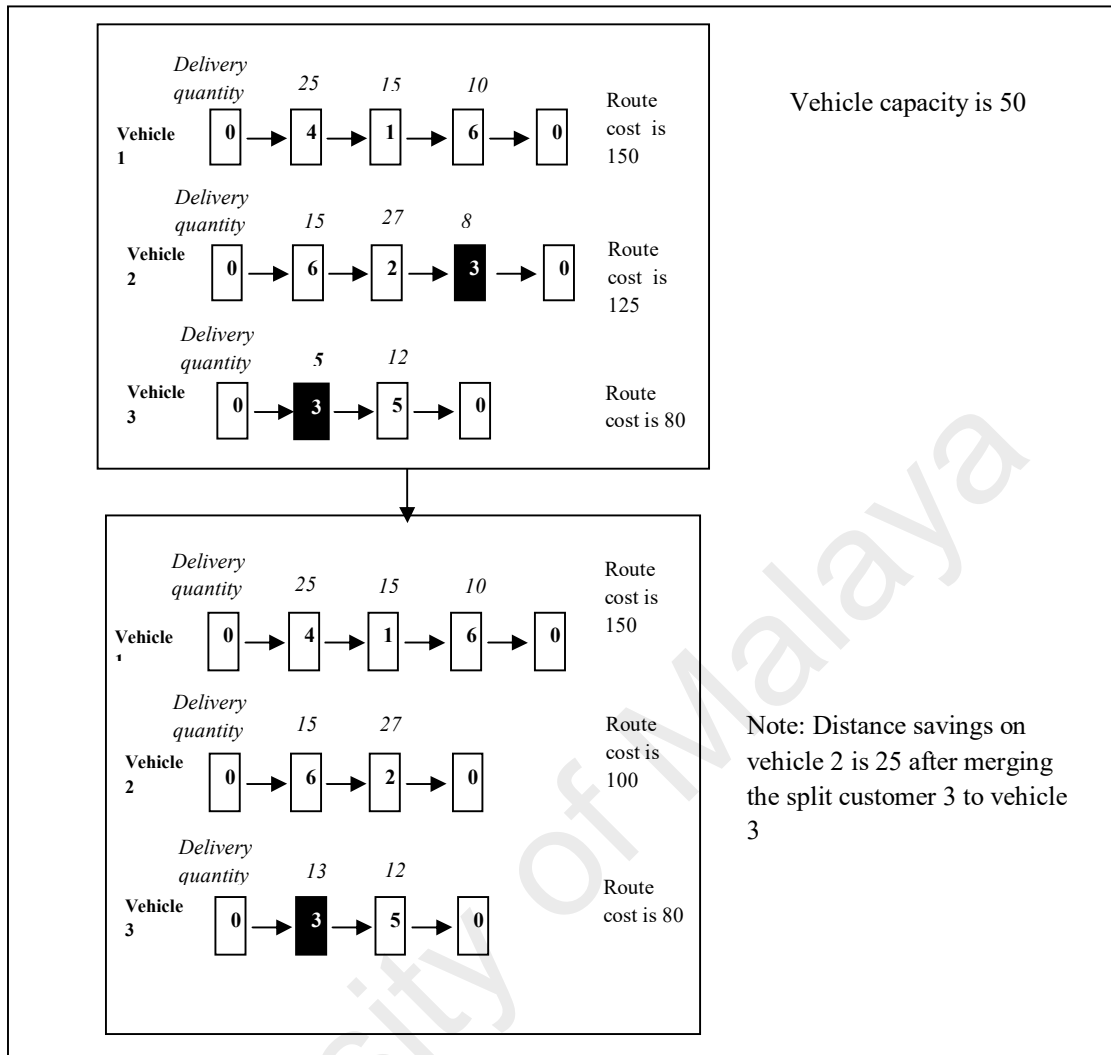 Delivery
quantity 25 15 10
Vehicle
1
0 4 1 6 0
Route
cost is
150
Vehicle capacity is 50
Delivery
quantity 15 27 8
Vehicle
2
0 6 2 3 0
Route
cost is
125
Delivery
quantity 5 12
Vehicle
3
0 3 5 0
Route
cost is 80
Delivery
quantity 25 15 10
Vehicle
0 4 1 6 0
Route
cost is
150
Delivery
quantity 15 27
Vehicle
2
0 6 2 0
Route
cost is
100
Note: Distance savings on
vehicle 2 is 25 after merging
the split customer 3 to vehicle
3
Delivery
quantity 13 12
Vehicle
3
0 3 5 0
Route
cost is 80
sity of Malaya